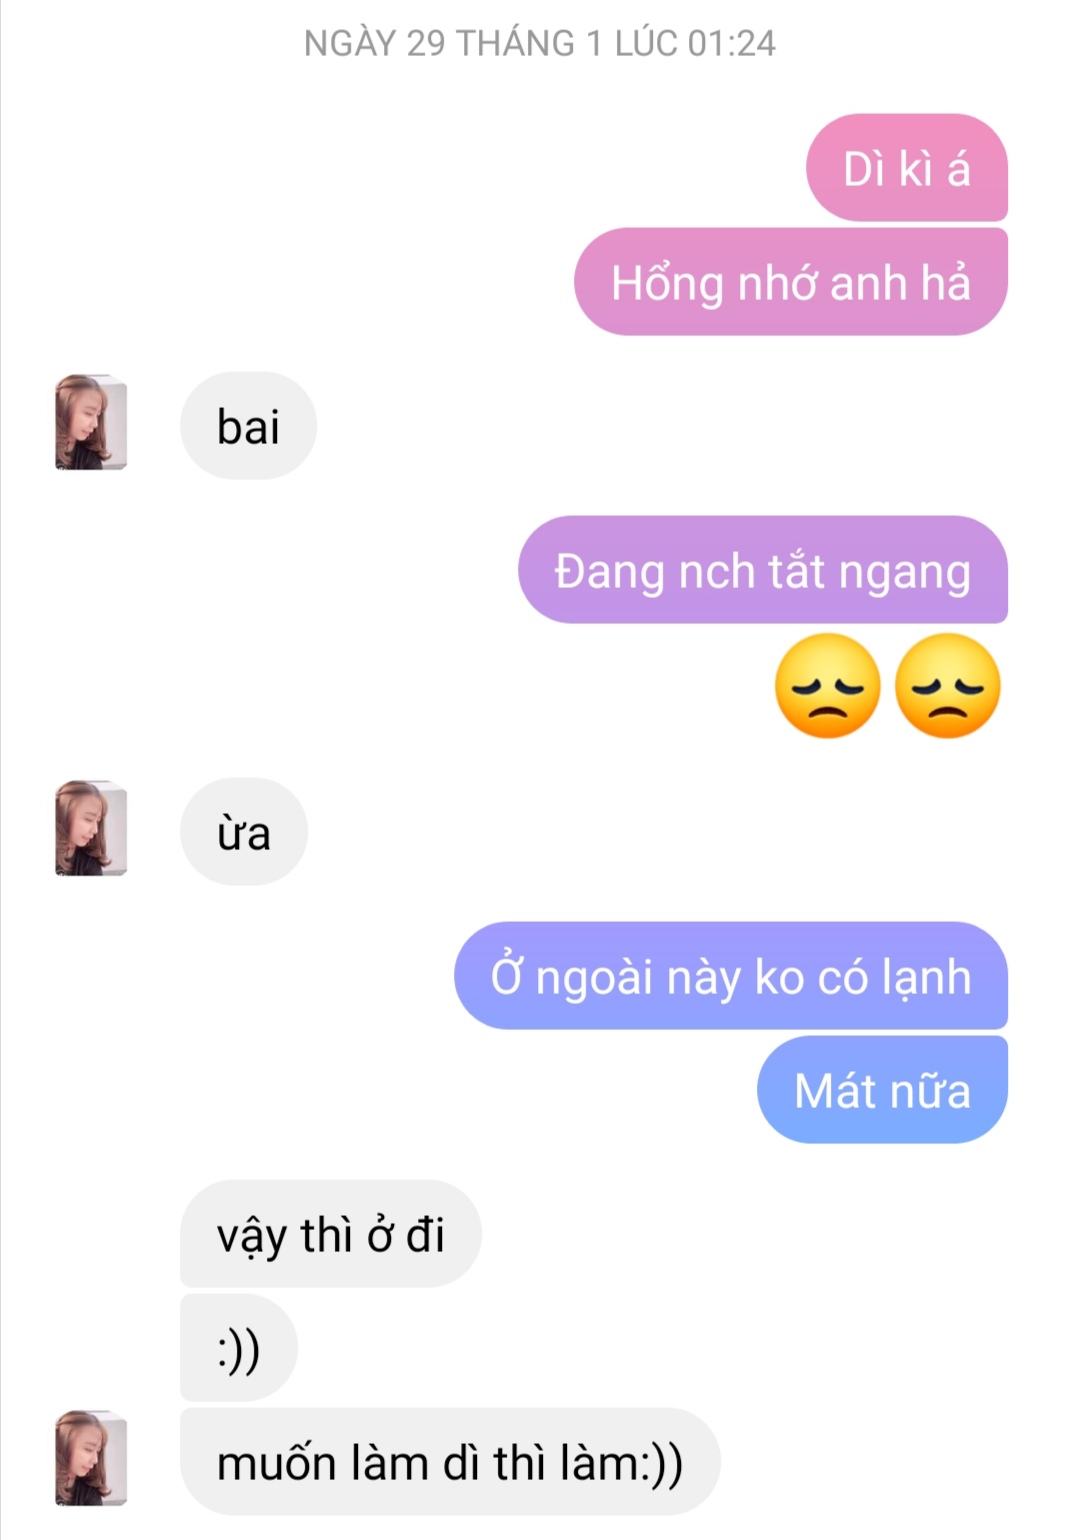 NGÀY 29 THÁNG 1 LÚC 01:24
Dì kì á
Hổng nhớ anh hả
bai
Đang nch tắt ngang
😞😞
ừa
Ở ngoài này ko có lạnh
Mát nữa
vậy thì ở đi
:))
muốn làm dì thì làm:))